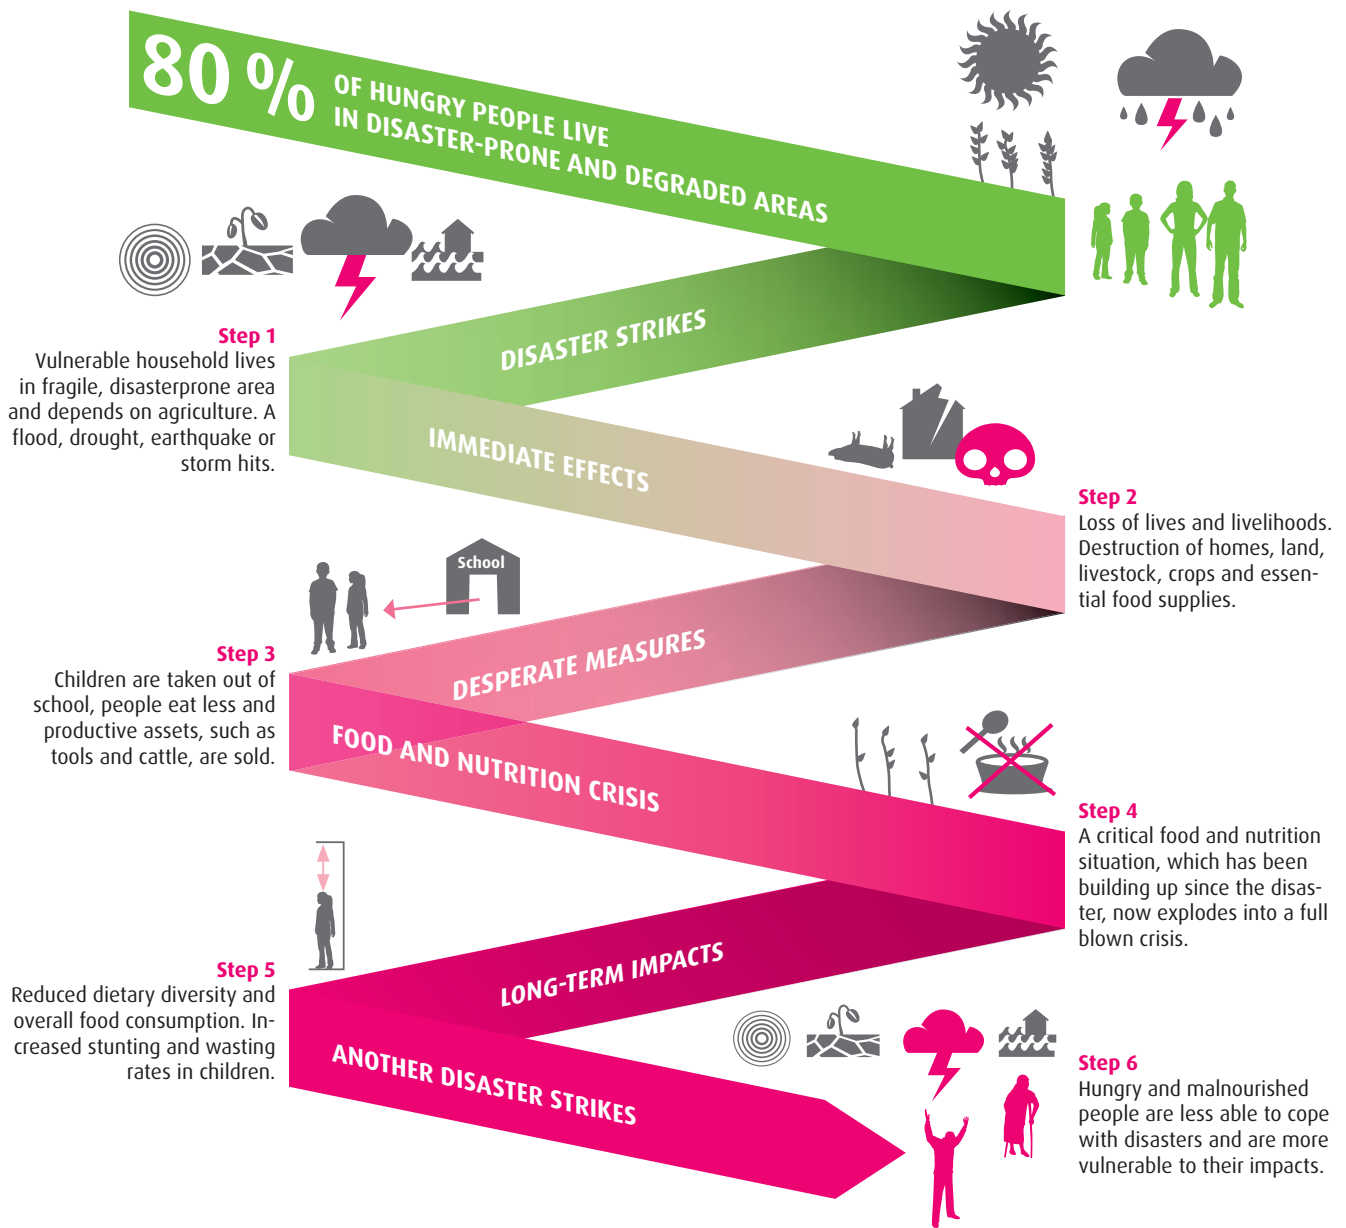 80 %
OF HUNGRY PEOPLE LIVE
IN DISASTER-PRONE AND DEGRADED AREAS
DISASTER STRIKES
Step 1
Vulnerable household lives
in fragile, disasterprone area
and depends on agriculture. A
flood, drought, earthquake or
storm hits.
IMMEDIATE EFFECTS
Step 2
Loss of lives and livelihoods.
Destruction of homes, land,
livestock, crops and essen-
tial food supplies.
School
DESPERATE MEASURES
Step 3
Children are taken out of
school, people eat less and
productive assets, such as
tools and cattle, are sold.
FOOD AND NUTRITION CRISIS
Step 4
A critical food and nutrition
situation, which has been
building up since the disas-
ter, now explodes into a full
blown crisis.
LONG-TERM IMPACTS
Step 5
Reduced dietary diversity and
overall food consumption. In-
creased stunting and wasting
rates in children.
ANOTHER DISASTER STRIKES
Step 6
Hungry and malnourished
people are less able to cope
with disasters and are more
vulnerable to their impacts.